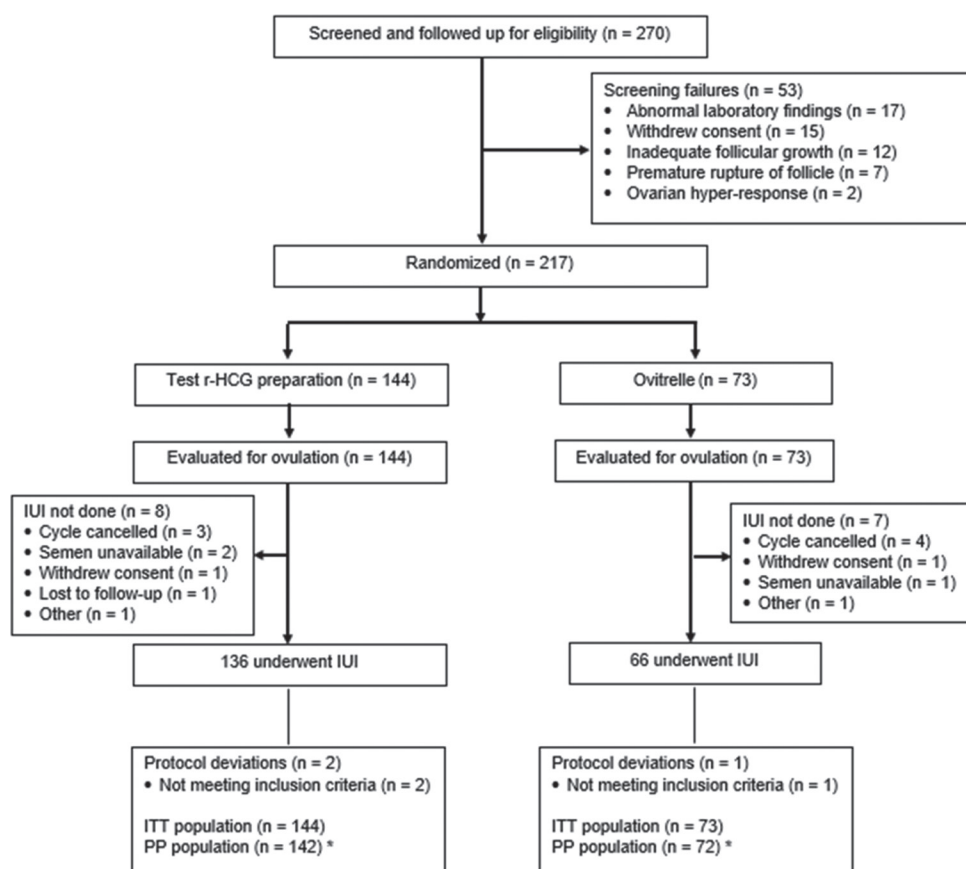 Screened and followed up for eligibility (n = 270)
Screening failures (n = 53)
• Abnormal laboratory findings (n = 17)
• Withdrew consent (n = 15)
• Inadequate follicular growth (n = 12)
• Premature rupture of follicle (n = 7)
• Ovarian hyper-response (n = 2)
Randomized (n = 217)
Test r-HCG preparation (n = 144)
Ovitrelle (n = 73)
Evaluated for ovulation (n = 144)
Evaluated for ovulation (n = 73)
IUI not done (n = 8)
• Cycle cancelled (n = 3)
• Semen unavailable (n = 2)
• Withdrew consent (n = 1)
• Lost to follow-up (n = 1)
• Other (n = 1)
IUI not done (n = 7)
• Cycle cancelled (n = 4)
• Withdrew consent (n = 1)
• Semen unavailable (n = 1)
• Other (n = 1)
136 underwent IUI
66 underwent IUI
Protocol deviations (n = 2)
• Not meeting inclusion criteria (n = 2)
ITT population (n = 144)
PP population (n = 142) *
Protocol deviations (n = 1)
• Not meeting inclusion criteria (n = 1)
ITT population (n = 73)
PP population (n = 72) *